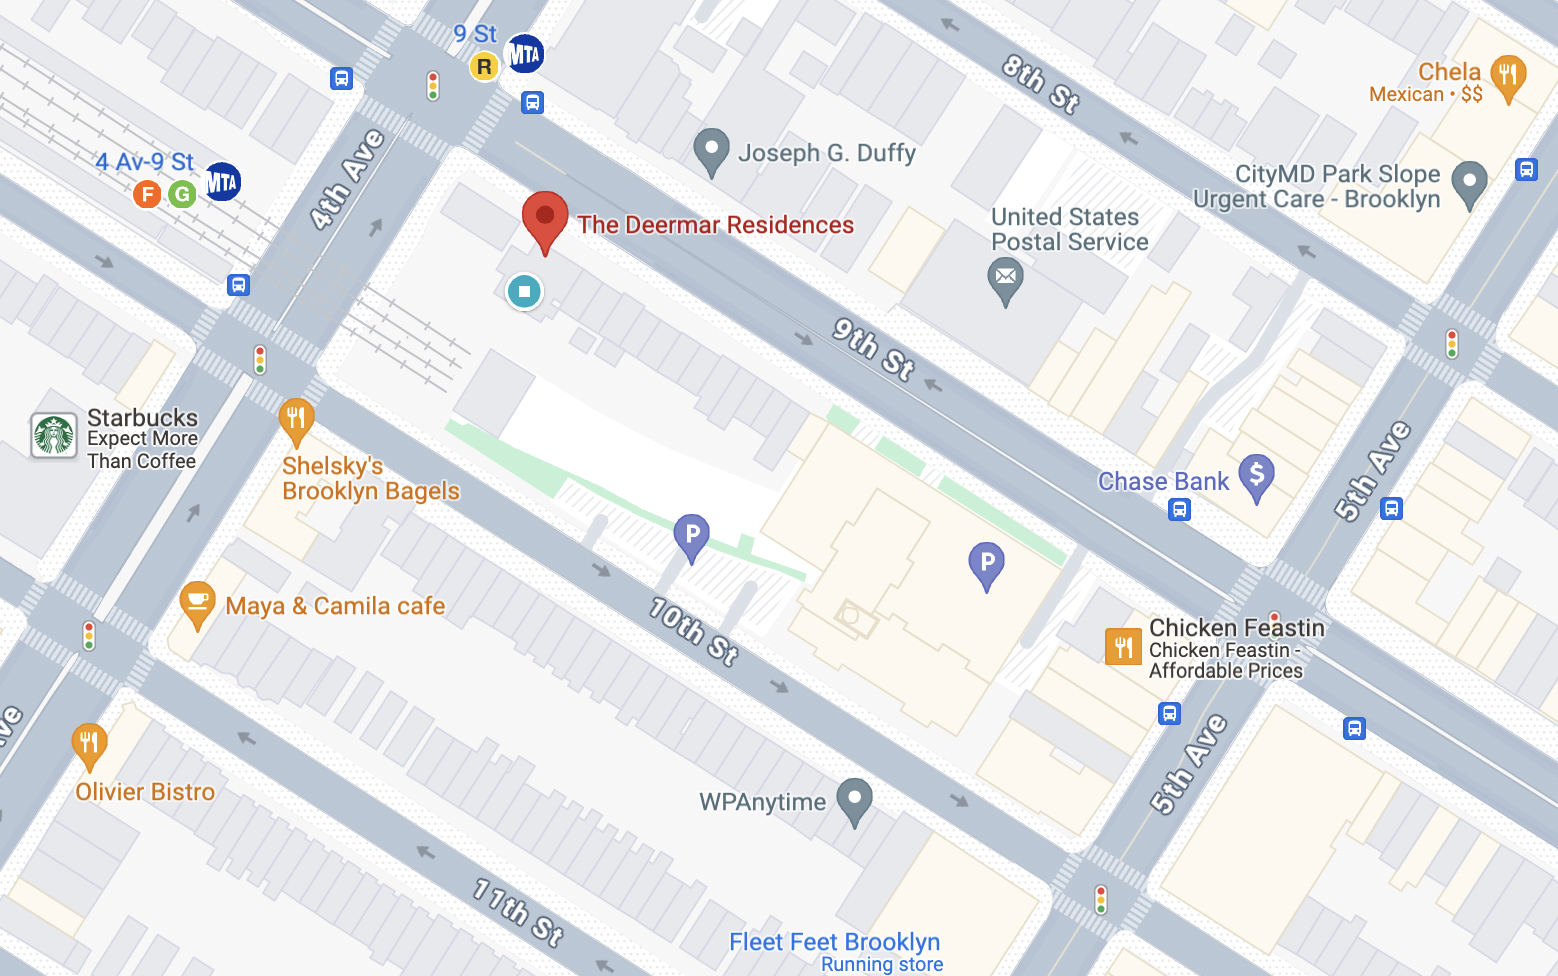 9 St
R
MTA
8th St
Chela
Mexican • $$
4th Ave
Joseph G. Duffy
4 Av-9 St
F
G
MTA
CityMD Park Slope
Urgent Care - Brooklyn
The Deermar Residences
United States
Postal Service
9th St
Starbucks
Expect More
Than Coffee
Shelsky's
Brooklyn Bagels
Chase Bank
$
5th Ave
P
P
Maya & Camila cafe
10th St
Chicken Feastin
Chicken Feastin -
Affordable Prices
5th Ave
ve
Olivier Bistro
WPAnytime
11th St
Fleet Feet Brooklyn
Running store